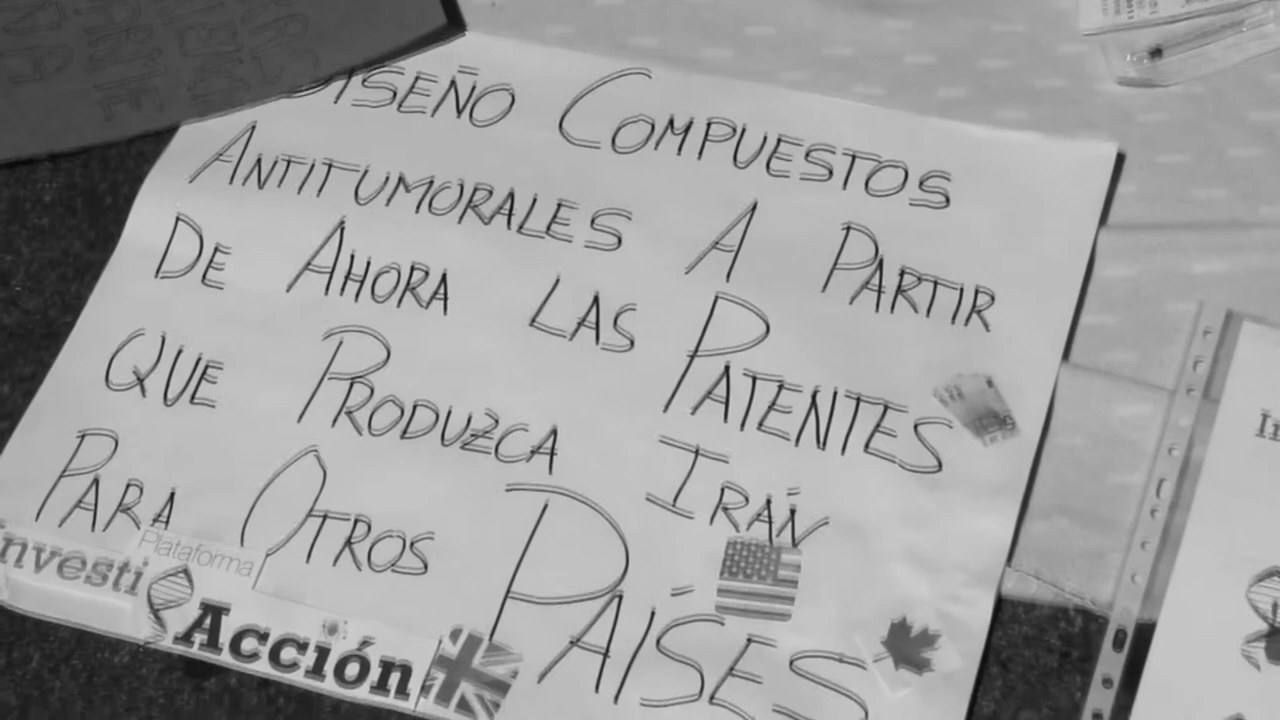 DISEÑO COMPUESTOS
ANTITUMORALES A PARTIR
DE AHORA LAS PATENTES
QUE PRODUZCA IRÁN
PARA OTROS PAÍSES
Plataforma
investi
Acción